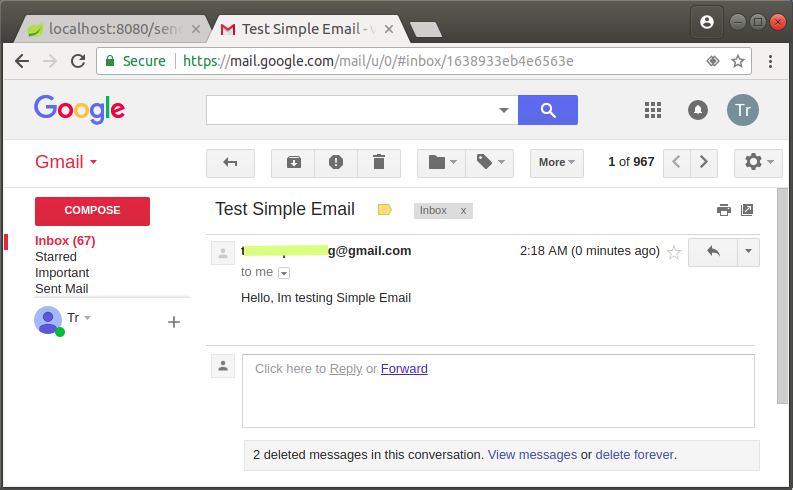 localhost:8080/sen
Test Simple Email -
Secure https://mail.google.com/mail/u/0/#inbox/1638933eb4e6563e
Google
Tr
Gmail
More
1 of 967
COMPOSE
Test Simple Email
Inbox x
Inbox (67)
Starred
Important
Sent Mail
Tr
g@gmail.com
2:18 AM (0 minutes ago)
to me
Hello, Im testing Simple Email
Click here to Reply or Forward
2 deleted messages in this conversation. View messages or delete forever.